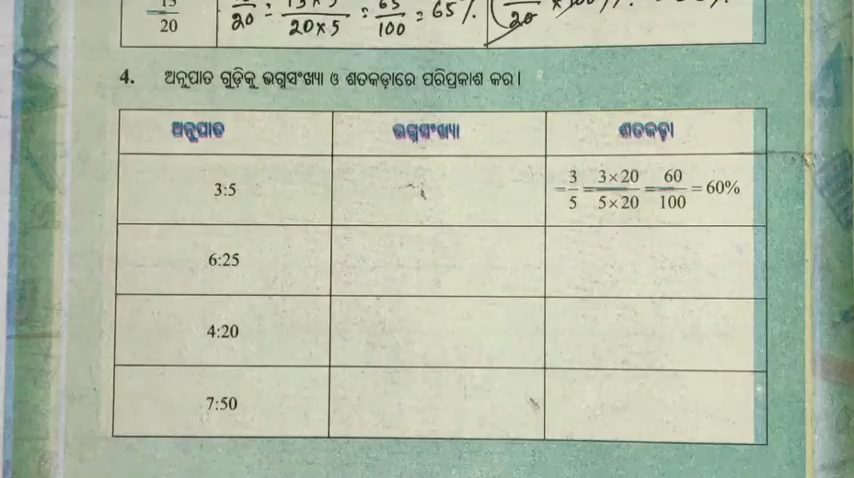 13/20 8/20 = 13×5/20×5 = 65/100 = 65%
4. ଅନୁପାତ ଗୁଡ଼ିକୁ ଭଗ୍ନସଂଖ୍ୟା ଓ ଶତକଡ଼ାରେ ପରିପ୍ରକାଶ କର।
ଅନୁପାତ ଭଗ୍ନସଂଖ୍ୟା ଶତକଡ଼ା
3:5 = 3/5 = 3×20/5×20 = 60/100 = 60%
6:25
4:20
7:50